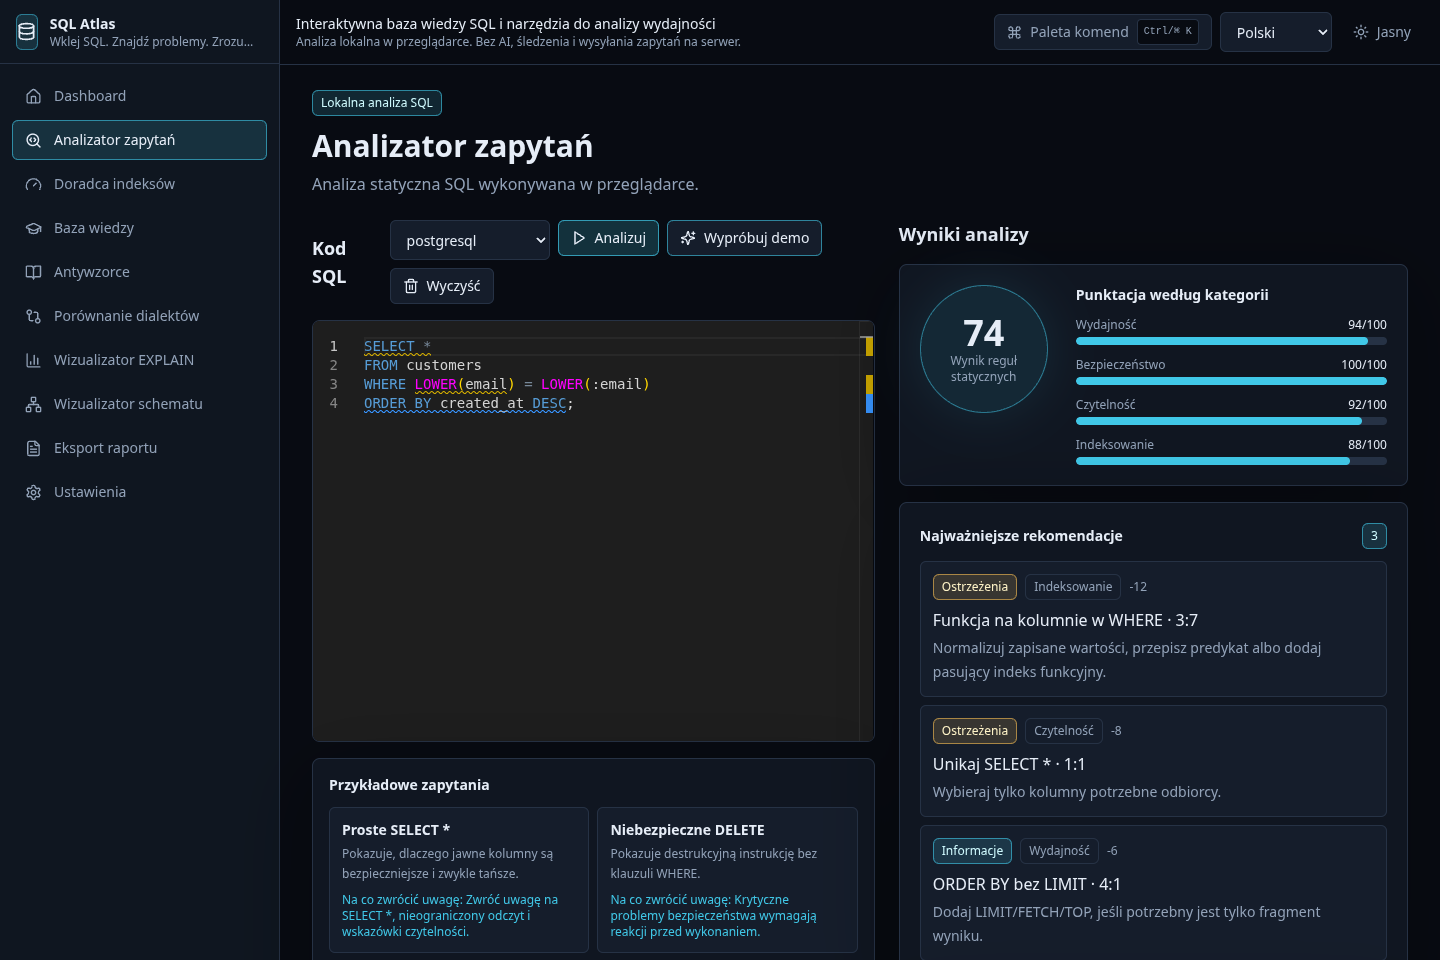 SQL Atlas
Wklej SQL. Znajdź problemy. Zrozu...
Dashboard
Analizator zapytań
Doradca indeksów
Baza wiedzy
Antywzorce
Porównanie dialektów
Wizualizator EXPLAIN
Wizualizator schematu
Eksport raportu
Ustawienia
Interaktywna baza wiedzy SQL i narzędzia do analizy wydajności
Analiza lokalna w przeglądarce. Bez AI, śledzenia i wysyłania zapytań na serwer.
Paleta komend Ctrl/⌘ K
Polski
Jasny
Lokalna analiza SQL
Analizator zapytań
Analiza statyczna SQL wykonywana w przeglądarce.
Kod
SQL
postgresql
Analizuj
Wypróbuj demo
Wyczyść
1 SELECT *
2 FROM customers
3 WHERE LOWER(email) = LOWER(:email)
4 ORDER BY created_at DESC;
Przykładowe zapytania
Proste SELECT *
Pokazuje, dlaczego jawne kolumny są
bezpieczniejsze i zwykle tańsze.
Na co zwrócić uwagę: Zwróć uwagę na
SELECT *, nieograniczony odczyt i
wskazówki czytelności.
Niebezpieczne DELETE
Pokazuje destrukcyjną instrukcję bez
klauzuli WHERE.
Na co zwrócić uwagę: Krytyczne
problemy bezpieczeństwa wymagają
reakcji przed wykonaniem.
Wyniki analizy
74
Wynik reguł
statycznych
Punktacja według kategorii
Wydajność 94/100
Bezpieczeństwo 100/100
Czytelność 92/100
Indeksowanie 88/100
Najważniejsze rekomendacje 3
Ostrzeżenia Indeksowanie -12
Funkcja na kolumnie w WHERE · 3:7
Normalizuj zapisane wartości, przepisz predykat albo dodaj
pasujący indeks funkcyjny.
Ostrzeżenia Czytelność -8
Unikaj SELECT * · 1:1
Wybieraj tylko kolumny potrzebne odbiorcy.
Informacje Wydajność -6
ORDER BY bez LIMIT · 4:1
Dodaj LIMIT/FETCH/TOP, jeśli potrzebny jest tylko fragment
wyniku.